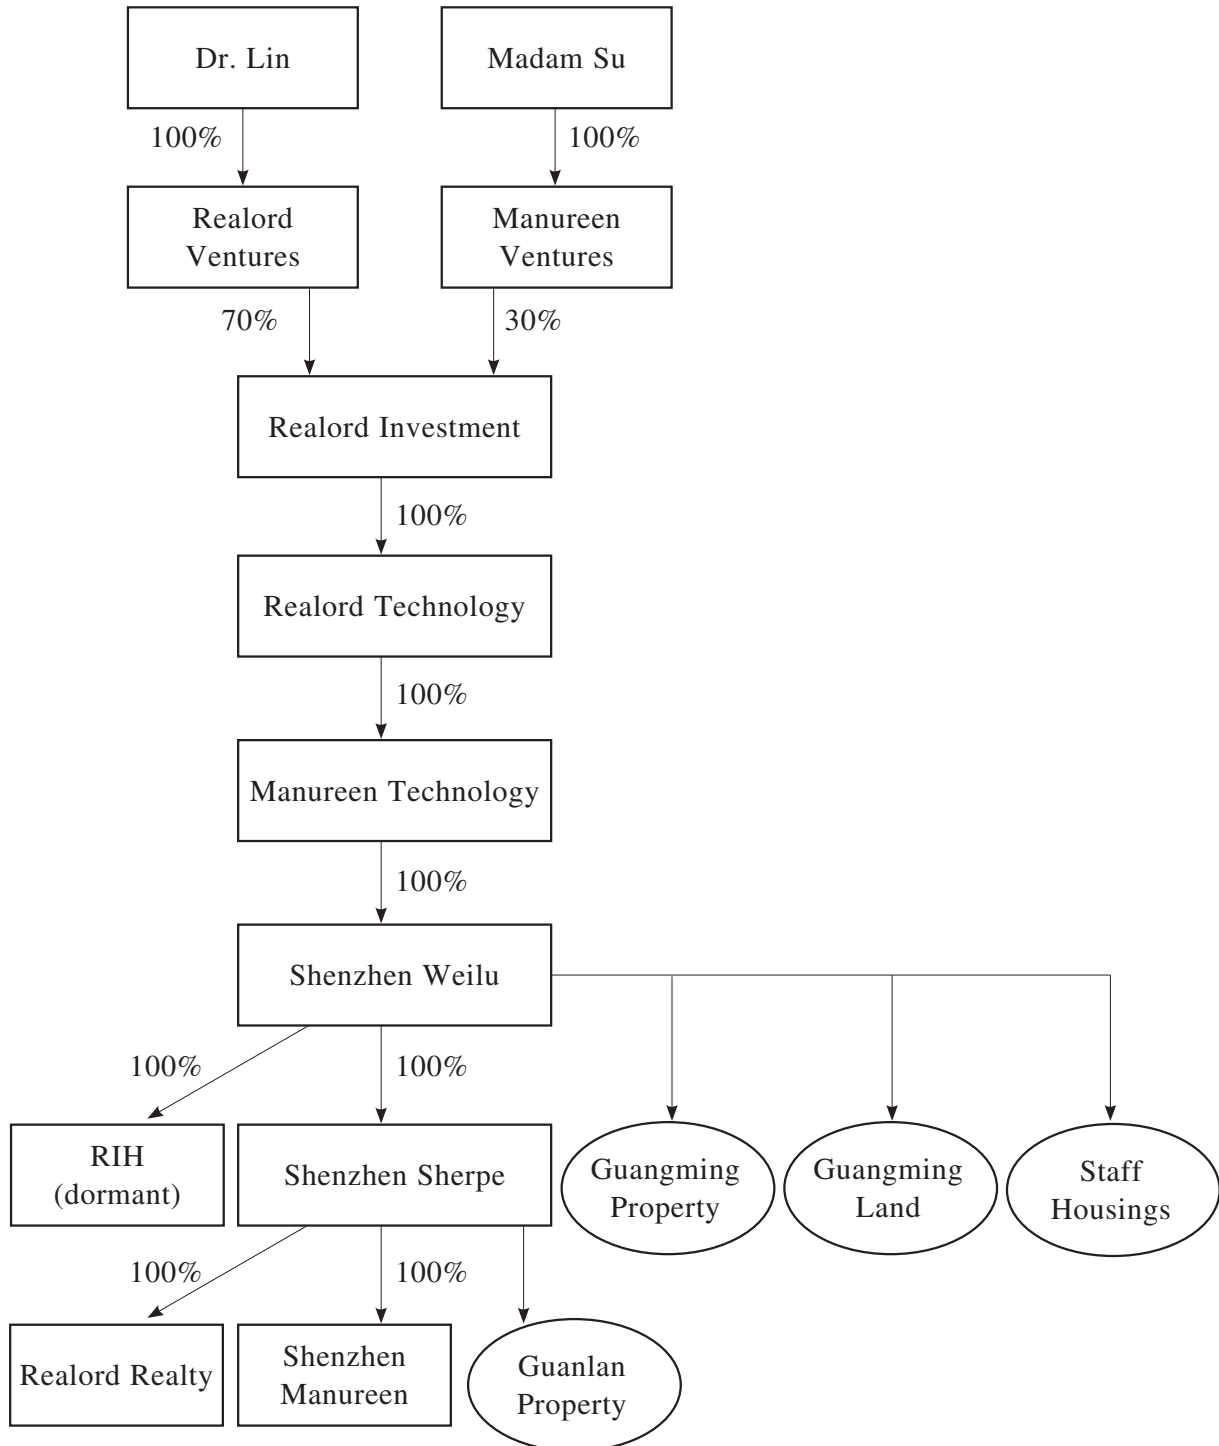 Dr. Lin
Madam Su
100%
100%
Realord
Ventures
Manureen
Ventures
70%
30%
Realord Investment
100%
Realord Technology
100%
Manureen Technology
100%
Shenzhen Weilu
100%
100%
RIH
(dormant)
Shenzhen Sherpe
Guangming
Property
Guangming
Land
Staff
Housings
100%
100%
Realord Realty
Shenzhen
Manureen
Guanlan
Property